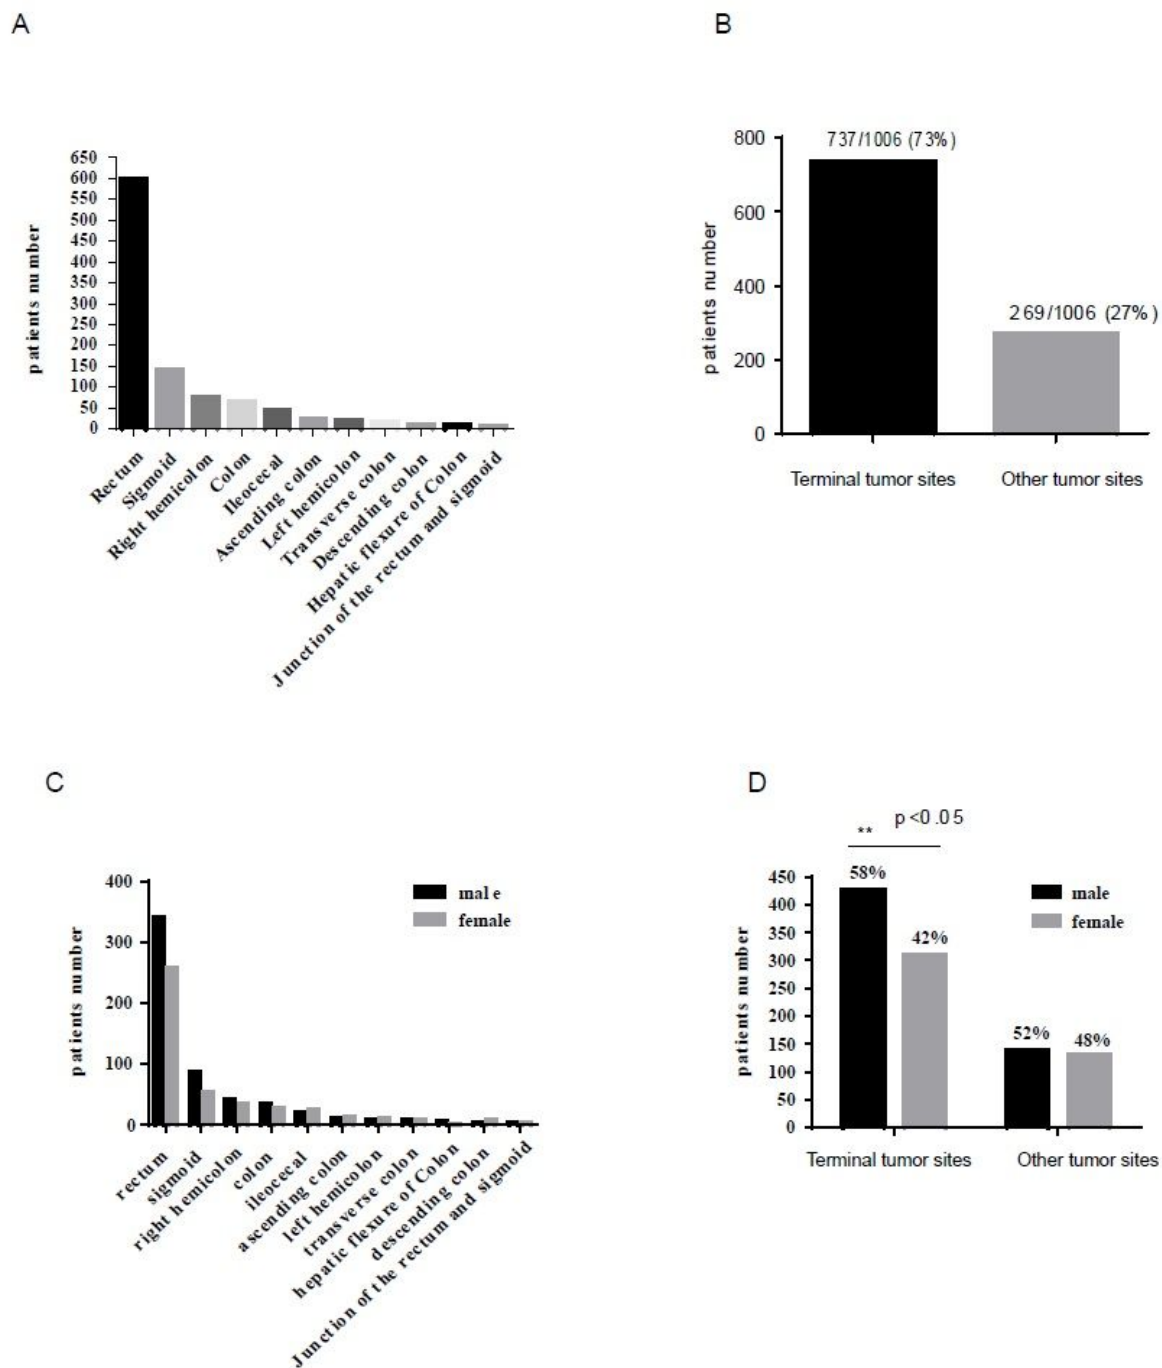 A
650
600
550
500
450
400
350
300
250
200
150
100
50
0
patients number
Rectum
Sigmoid
Right hemicolon
Colon
Ileocecal
Ascending colon
Left hemicolon
Transverse colon
Descending colon
Hepatic flexure of Colon
Junction of the rectum and sigmoid
B
800
600
400
200
0
patients number
737/1006 (73%)
269/1006 (27%)
Terminal tumor sites
Other tumor sites
C
400
300
200
100
0
patients number
male
female
rectum
sigmoid
right hemicolon
colon
ileocecal
ascending colon
left hemicolon
transverse colon
hepatic flexure of Colon
descending colon
Junction of the rectum and sigmoid
D
** p<0.05
450
400
350
300
250
200
150
100
50
0
patients number
58%
42%
52%
48%
male
female
Terminal tumor sites
Other tumor sites